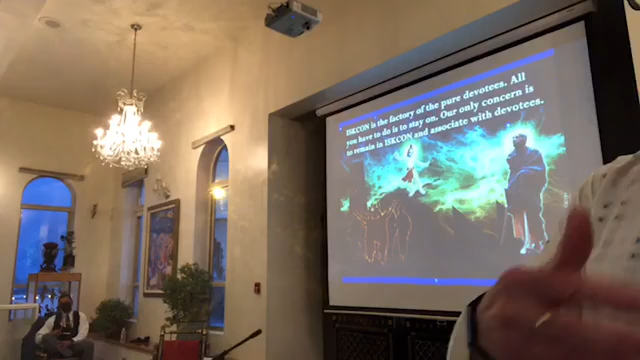 ISKCON is the factory of the pure devotees. All
you have to do is to stay on. Our only concern is
to remain in ISKCON and associate with devotees.